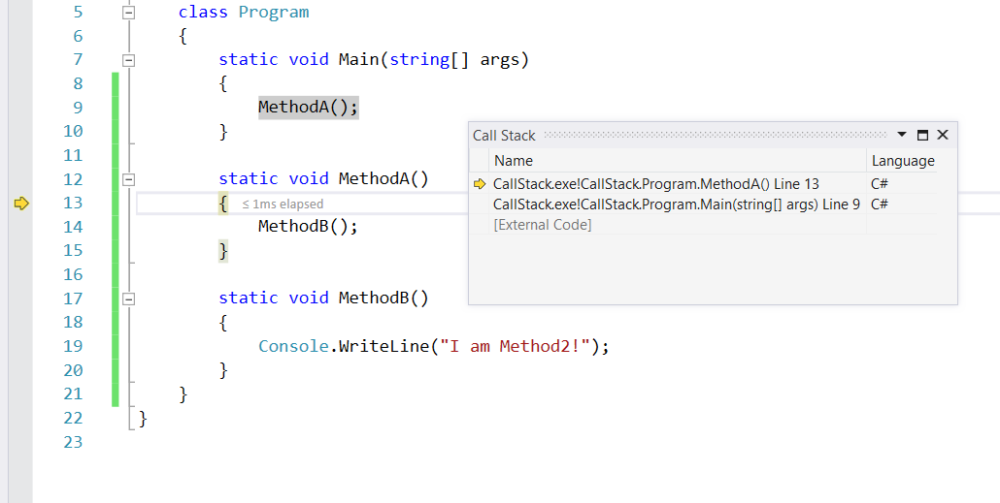 5 class Program
6 {
7 static void Main(string[] args)
8 {
9 MethodA();
10 }
11
12 static void MethodA()
13 { ≤ 1ms elapsed
14 MethodB();
15 }
16
17 static void MethodB()
18 {
19 Console.WriteLine("I am Method2!");
20 }
21 }
22 }
23
Call Stack
Name Language
CallStack.exe!CallStack.Program.MethodA() Line 13 C#
CallStack.exe!CallStack.Program.Main(string[] args) Line 9 C#
[External Code]